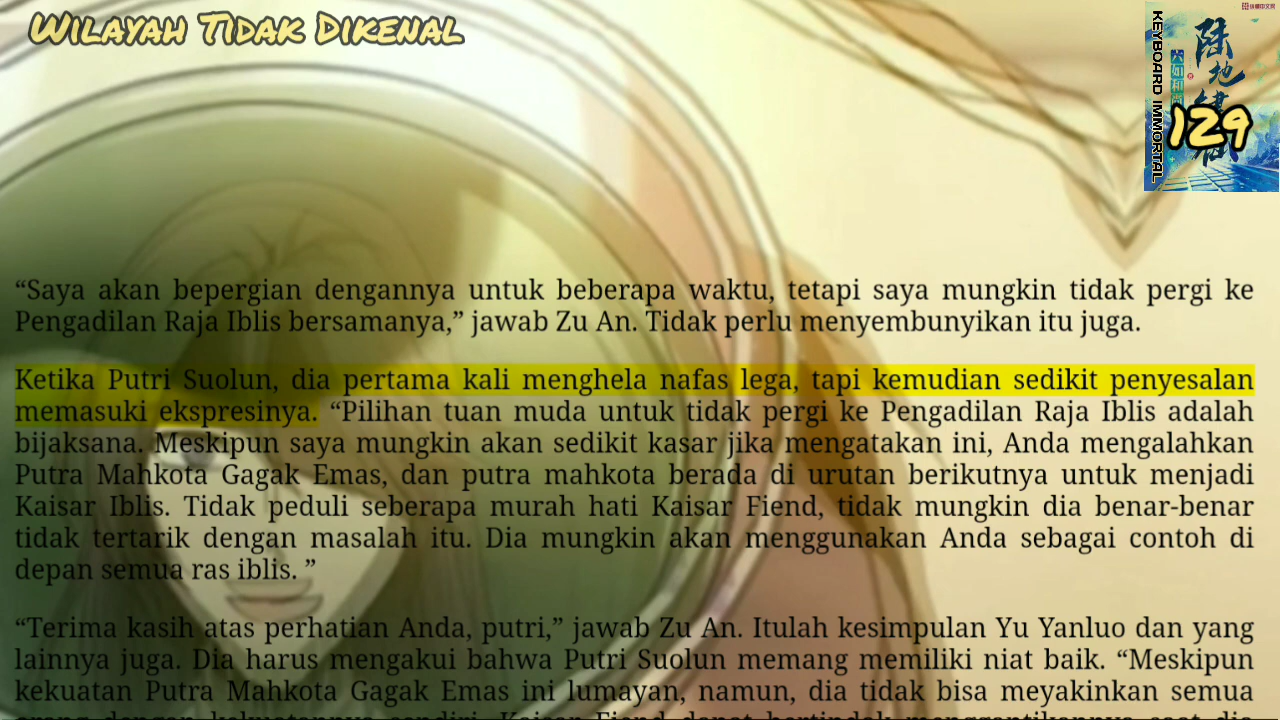 Wilayah Tidak Dikenal
KEYBOARD IMMORTAL
129
“Saya akan bepergian dengannya untuk beberapa waktu, tetapi saya mungkin tidak pergi ke
Pengadilan Raja Iblis bersamanya,” jawab Zu An. Tidak perlu menyembunyikan itu juga.
Ketika Putri Suolun, dia pertama kali menghela nafas lega, tapi kemudian sedikit penyesalan
memasuki ekspresinya. “Pilihan tuan muda untuk tidak pergi ke Pengadilan Raja Iblis adalah
bijaksana. Meskipun saya mungkin akan sedikit kasar jika mengatakan ini, Anda mengalahkan
Putra Mahkota Gagak Emas, dan putra mahkota berada di urutan berikutnya untuk menjadi
Kaisar Iblis. Tidak peduli seberapa murah hati Kaisar Fiend, tidak mungkin dia benar-benar
tidak tertarik dengan masalah itu. Dia mungkin akan menggunakan Anda sebagai contoh di
depan semua ras iblis. ”
“Terima kasih atas perhatian Anda, putri,” jawab Zu An. Itulah kesimpulan Yu Yanluo dan yang
lainnya juga. Dia harus mengakui bahwa Putri Suolun memang memiliki niat baik. “Meskipun
kekuatan Putra Mahkota Gagak Emas ini lumayan, namun, dia tidak bisa meyakinkan semua